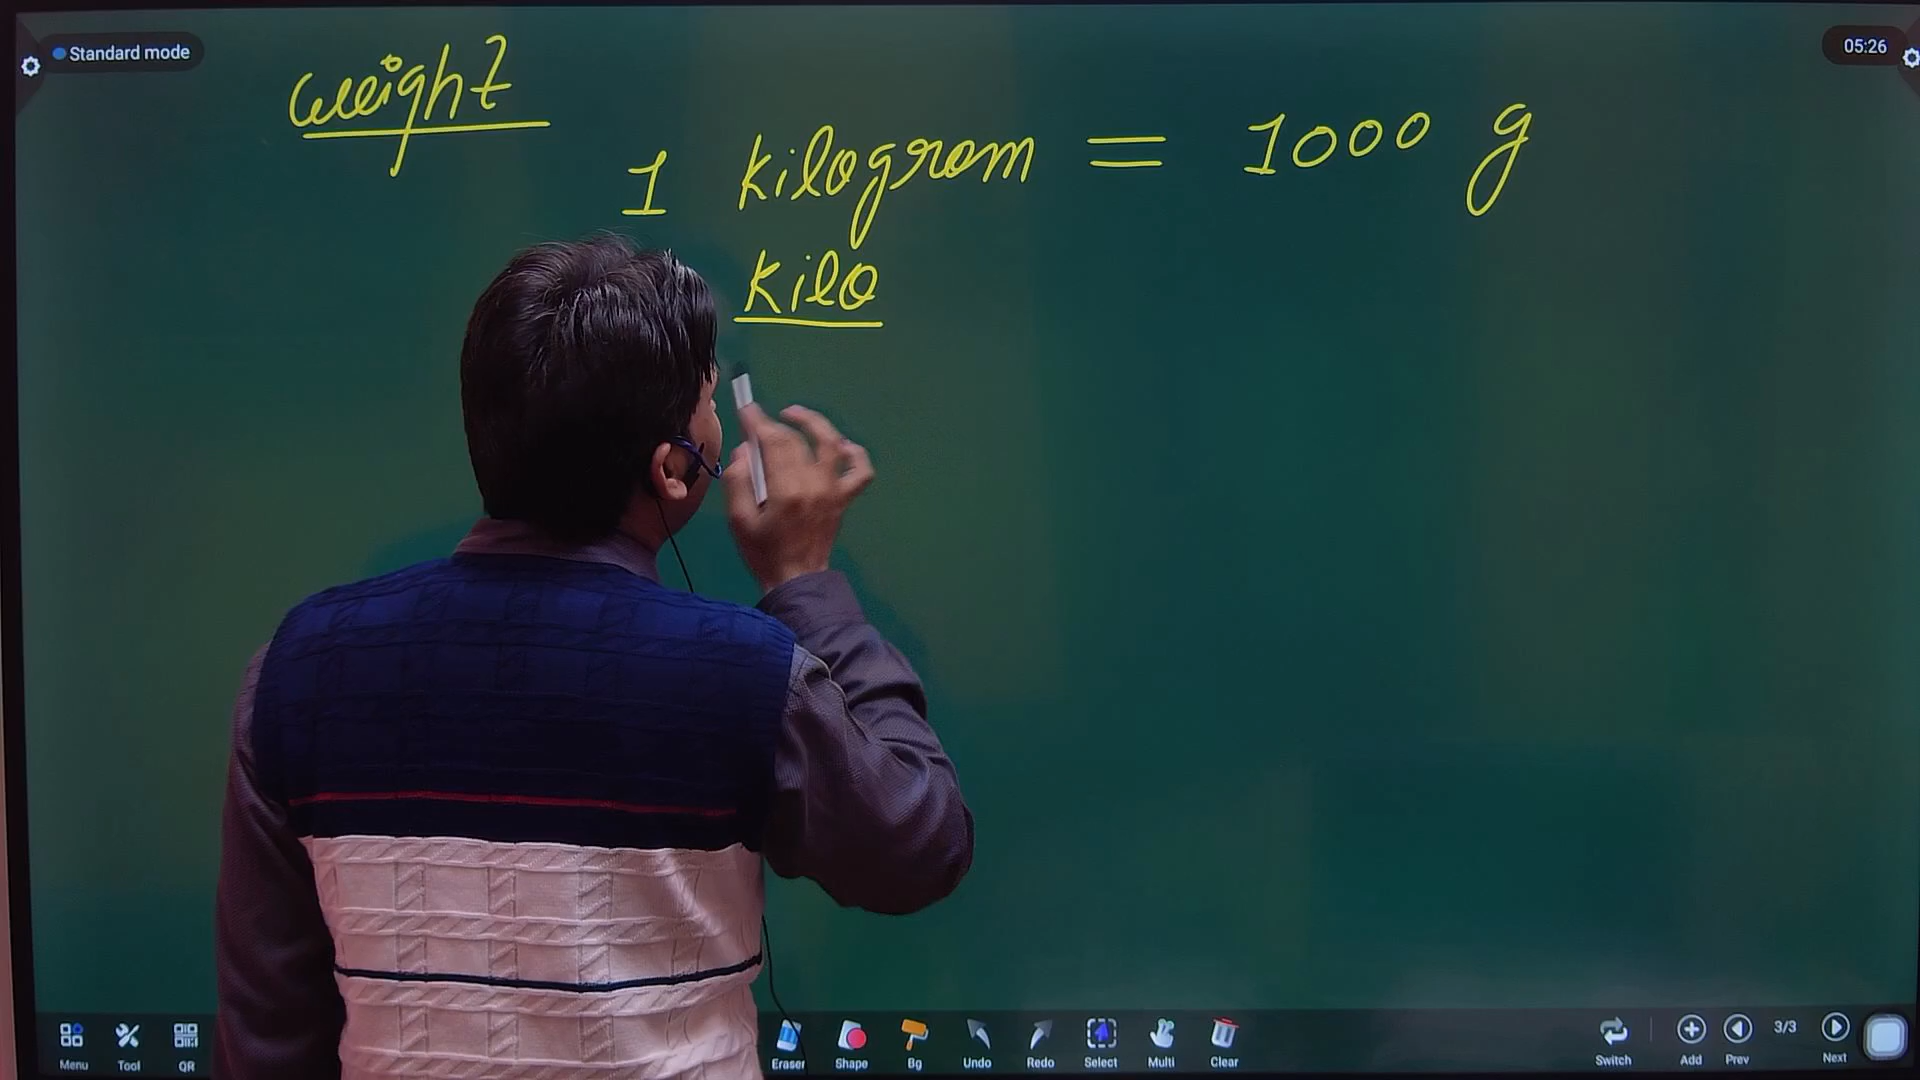 Standard mode
05:26
weight
1 kilogram = 1000 g
kilo
Menu Tool QR Eraser Shape Bg Undo Redo Select Multi Clear Switch Add Prev 3/3 Next